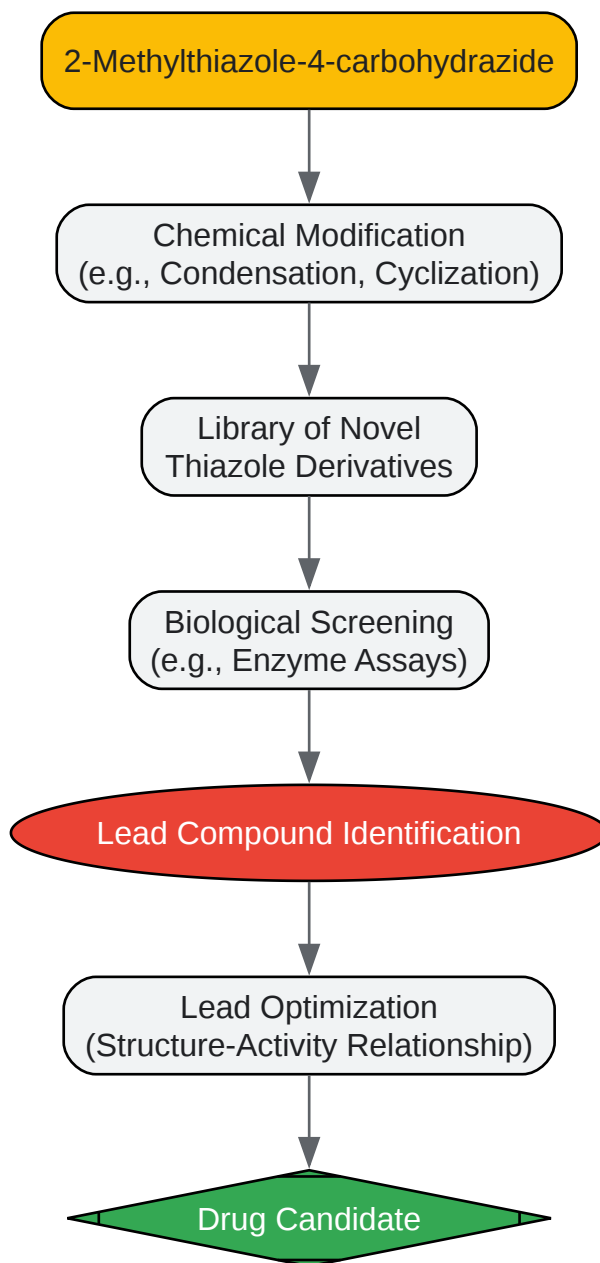 2-Methylthiazole-4-carbohydrazide
Chemical Modification
(e.g., Condensation, Cyclization)
Library of Novel
Thiazole Derivatives
Biological Screening
(e.g., Enzyme Assays)
Lead Compound Identification
Lead Optimization
(Structure-Activity Relationship)
Drug Candidate